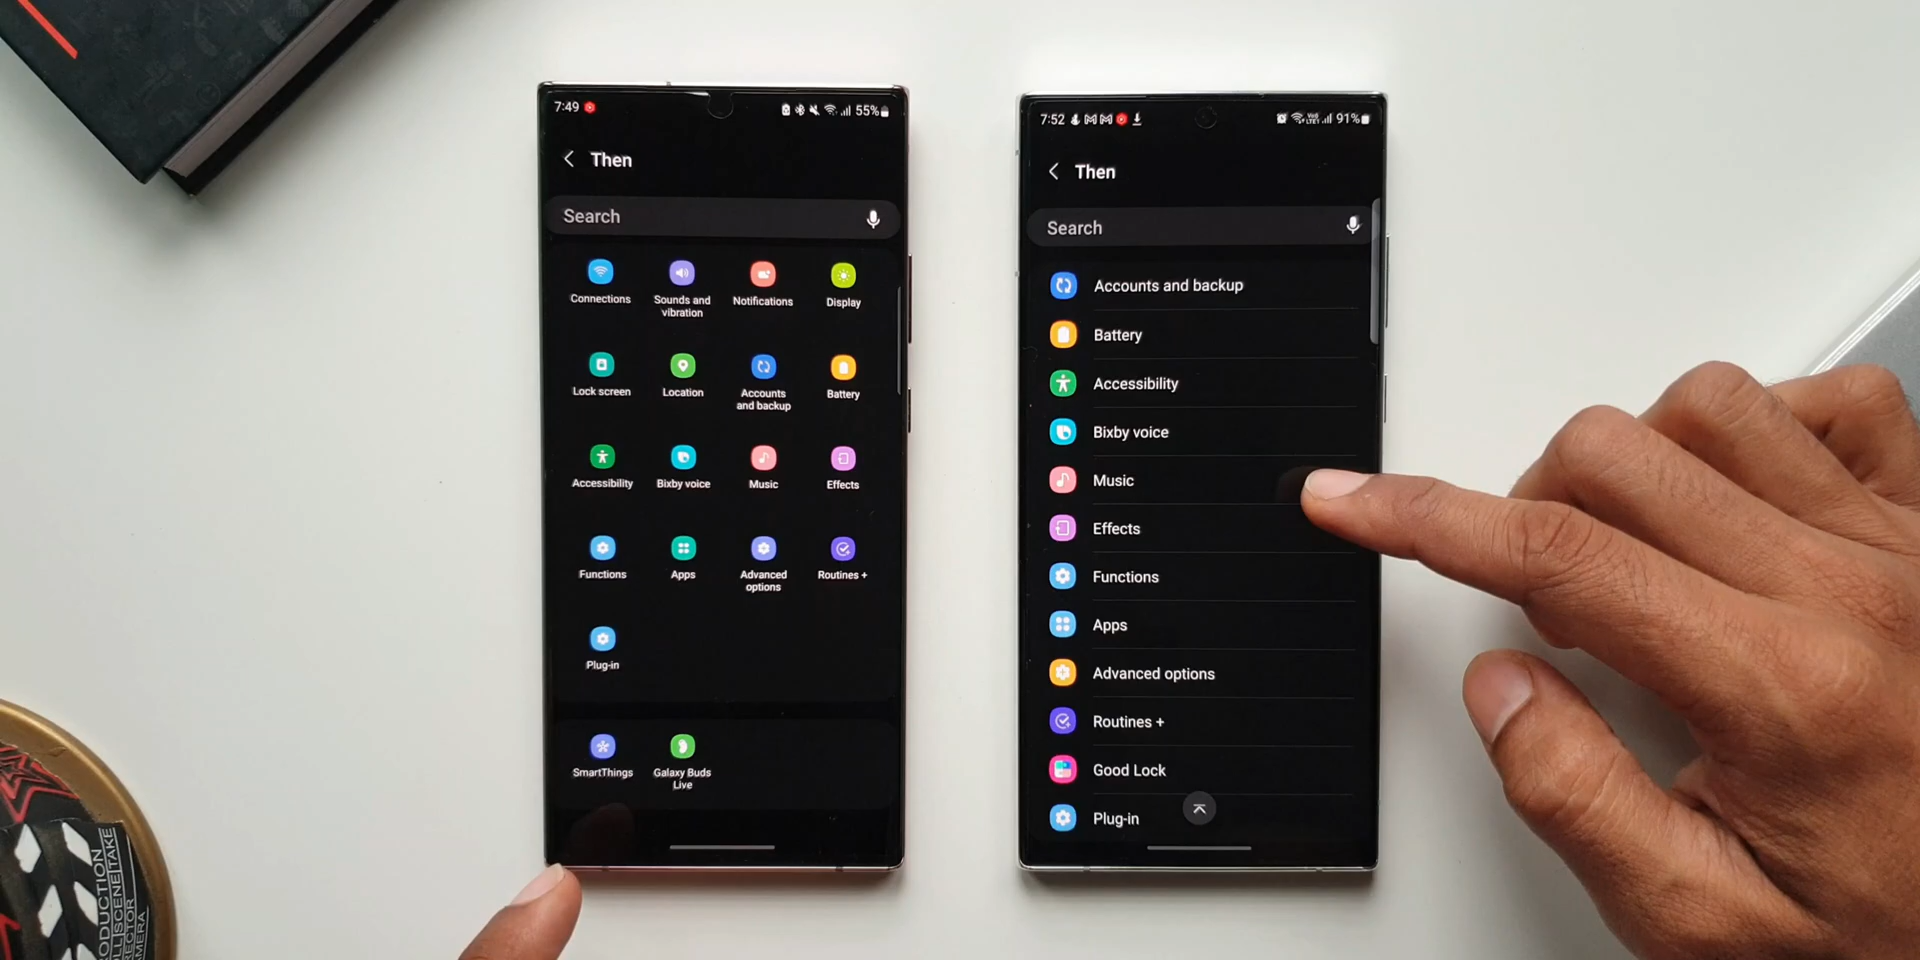 7:49
55%
Then
Search
Connections
Sounds and
vibration
Notifications
Display
Lock screen
Location
Accounts
and backup
Battery
Accessibility
Bixby voice
Music
Effects
Functions
Apps
Advanced
options
Routines +
Plug-in
SmartThings
Galaxy Buds
Live
7:52
91%
Then
Search
Accounts and backup
Battery
Accessibility
Bixby voice
Music
Effects
Functions
Apps
Advanced options
Routines +
Good Lock
Plug-in
SCENE
TAKE